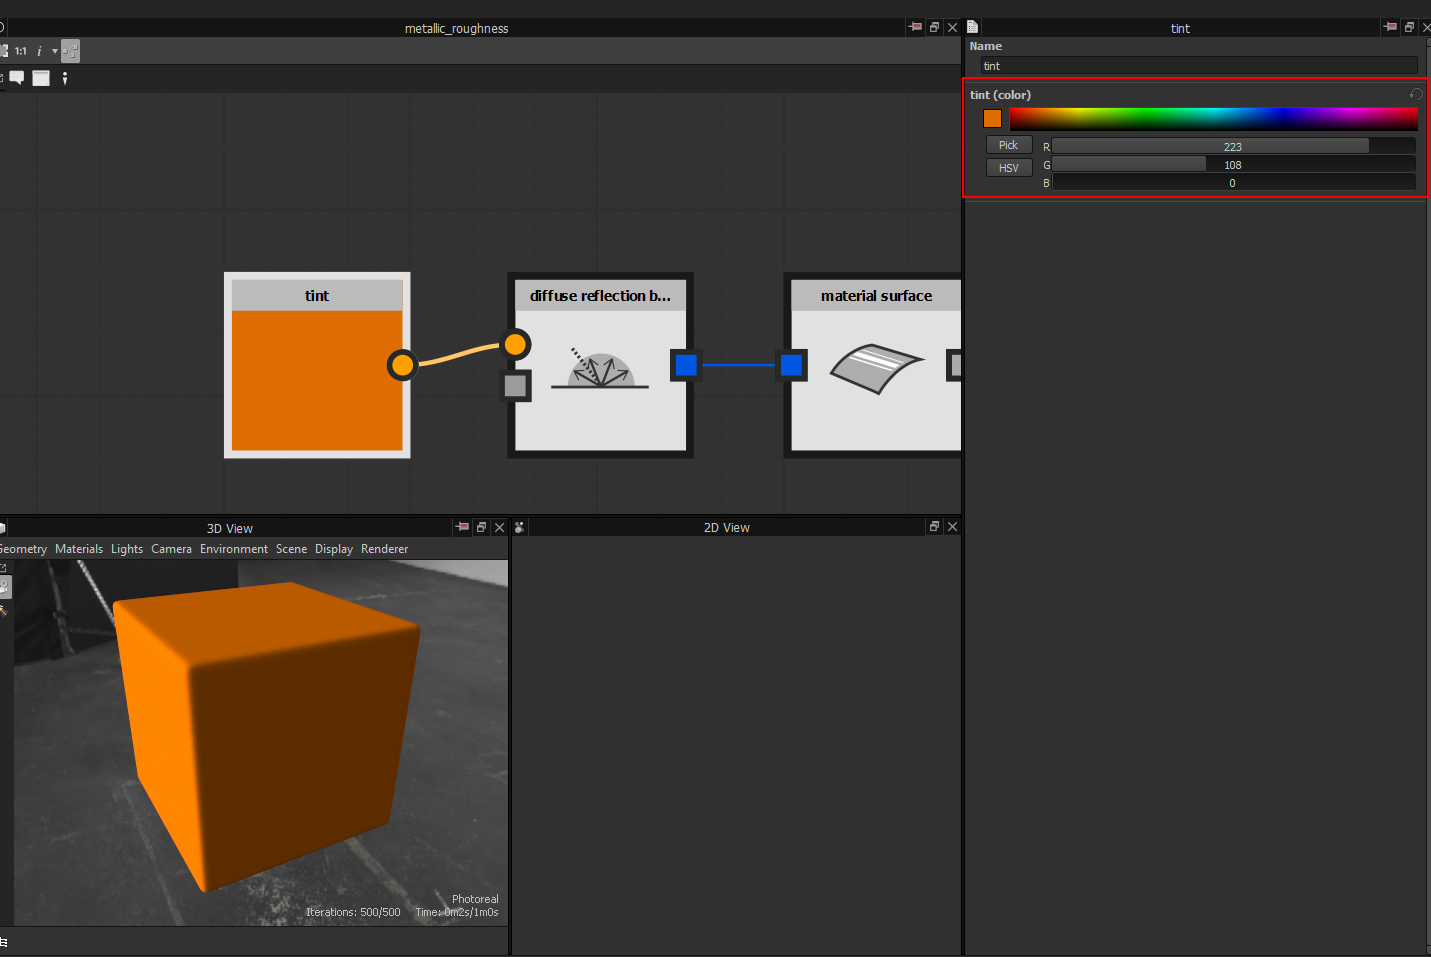 metallic_roughness
tint
1:1 i
Name
tint
tint (color)
Pick
R 223
HSV
G 108
B 0
tint
diffuse reflection b...
material surface
3D View
2D View
Geometry Materials Lights Camera Environment Scene Display Renderer
Photoreal
Iterations: 500/500 Time: 0m2s/1m0s